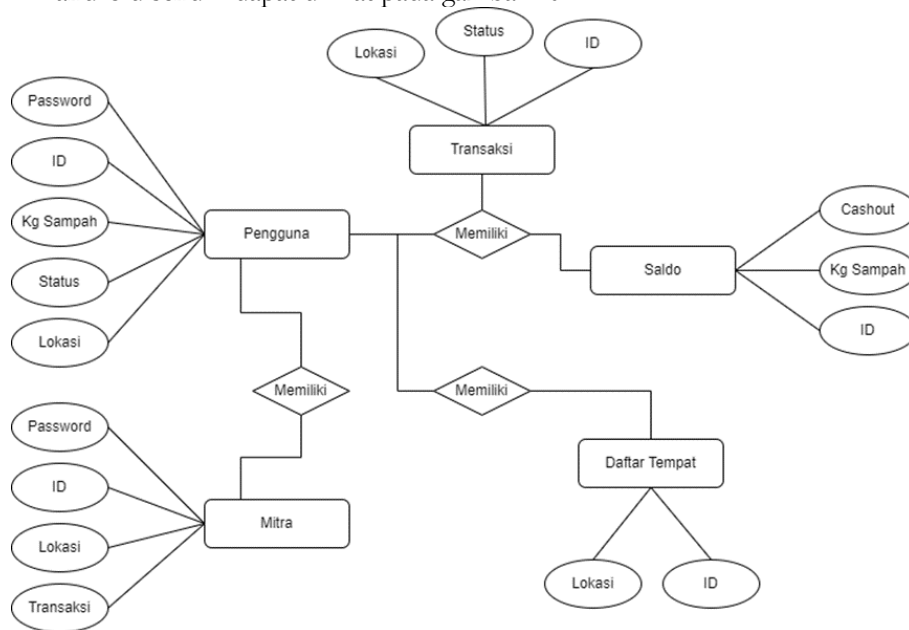 pada
Status
Lokasi
ID
Password
Transaksi
ID
Cashout
Kg Sampah
Pengguna
Memiliki
Saldo
Kg Sampah
Status
ID
Lokasi
Memiliki
Memiliki
Password
Daftar Tempat
ID
Mitra
Lokasi
Lokasi
ID
Transaksi